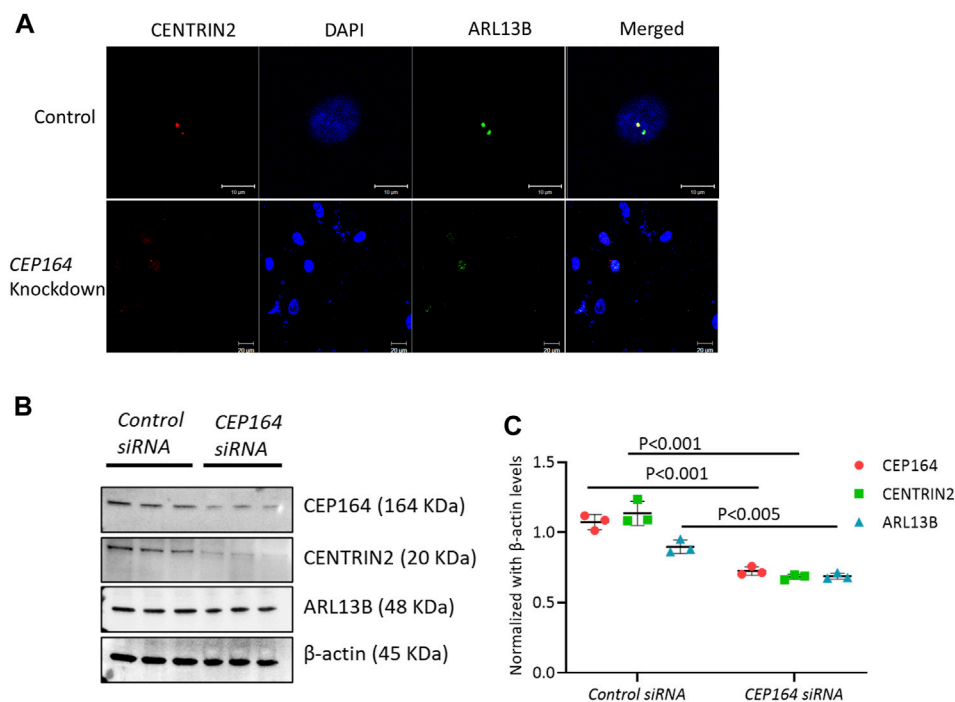 A
CENTRIN2 DAPI ARL13B Merged
Control
10 μm 10 μm 10 μm 10 μm
CEP164
Knockdown
20 μm 20 μm 20 μm 20 μm
B
Control
siRNA
CEP164
siRNA
CEP164 (164 KDa)
CENTRIN2 (20 KDa)
ARL13B (48 KDa)
β-actin (45 KDa)
C
Normalized with β-actin levels
1.5
1.0
0.5
0.0
P<0.001
P<0.001
P<0.005
CEP164
CENTRIN2
ARL13B
Control siRNA CEP164 siRNA